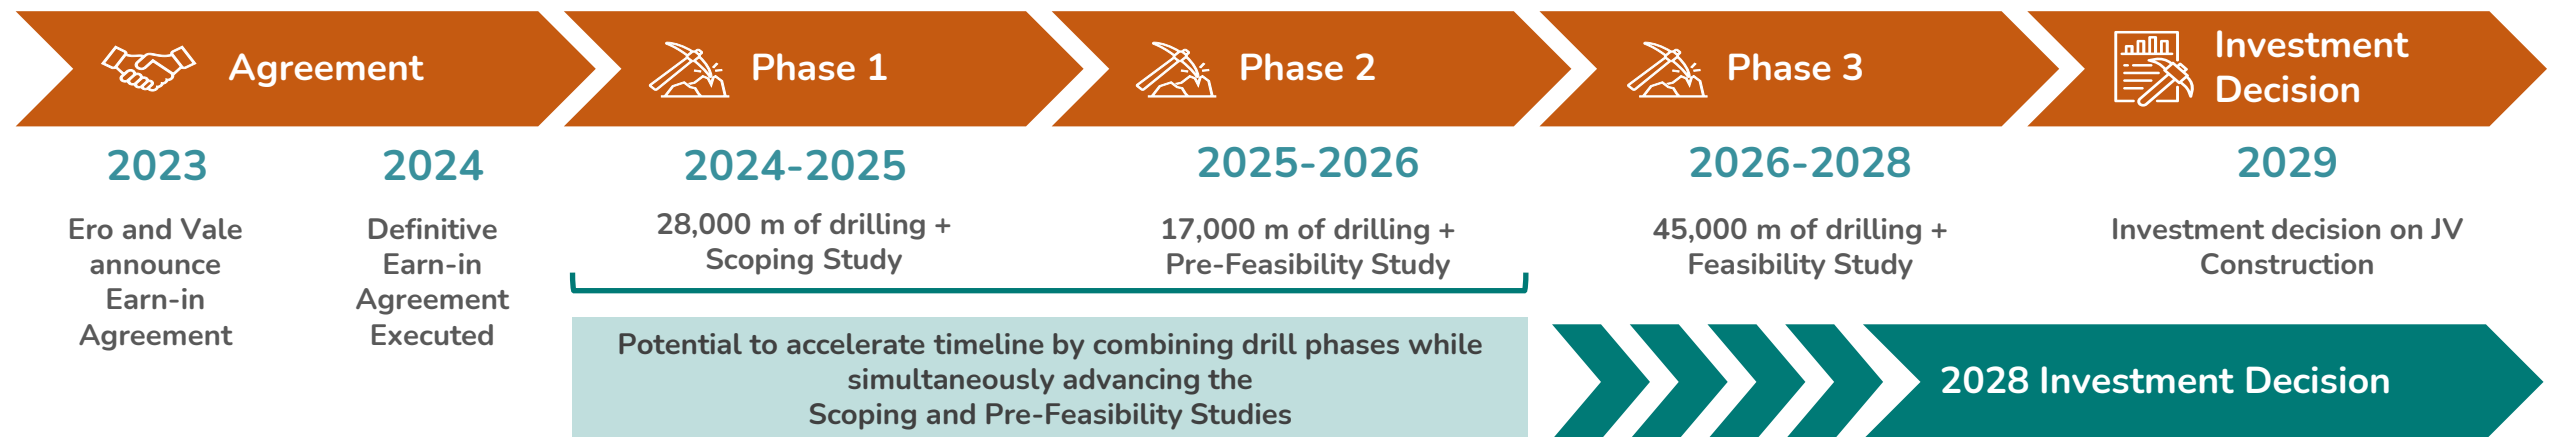 Agreement
Phase 1
Phase 2
Phase 3
Investment
Decision
2023
Ero and Vale
announce
Earn-in
Agreement
2024
Definitive
Earn-in
Agreement
Executed
2024-2025
28,000 m of drilling +
Scoping Study
2025-2026
17,000 m of drilling +
Pre-Feasibility Study
2026-2028
45,000 m of drilling +
Feasibility Study
2029
Investment decision on JV
Construction
Potential to accelerate timeline by combining drill phases while
simultaneously advancing the
Scoping and Pre-Feasibility Studies
2028 Investment Decision